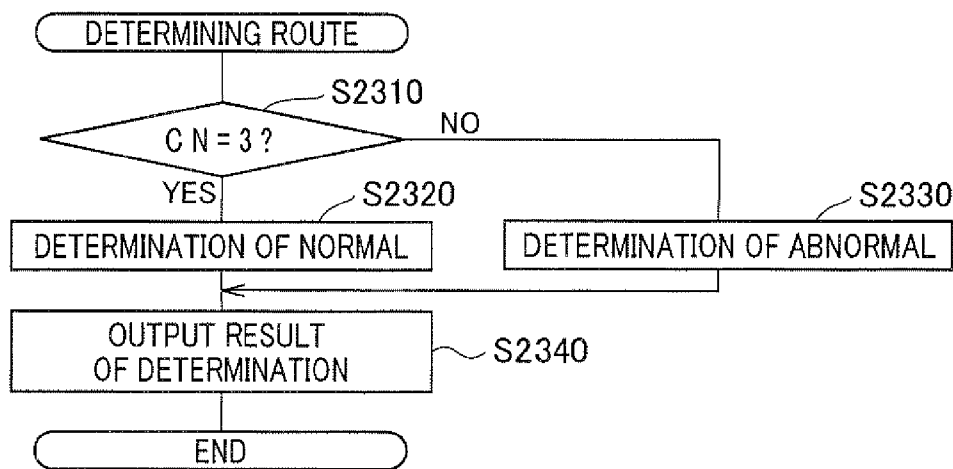 DETERMINING ROUTE
S2310
C N = 3 ?
NO
YES
S2320
S2330
DETERMINATION OF NORMAL
DETERMINATION OF ABNORMAL
OUTPUT RESULT
OF DETERMINATION
S2340
END